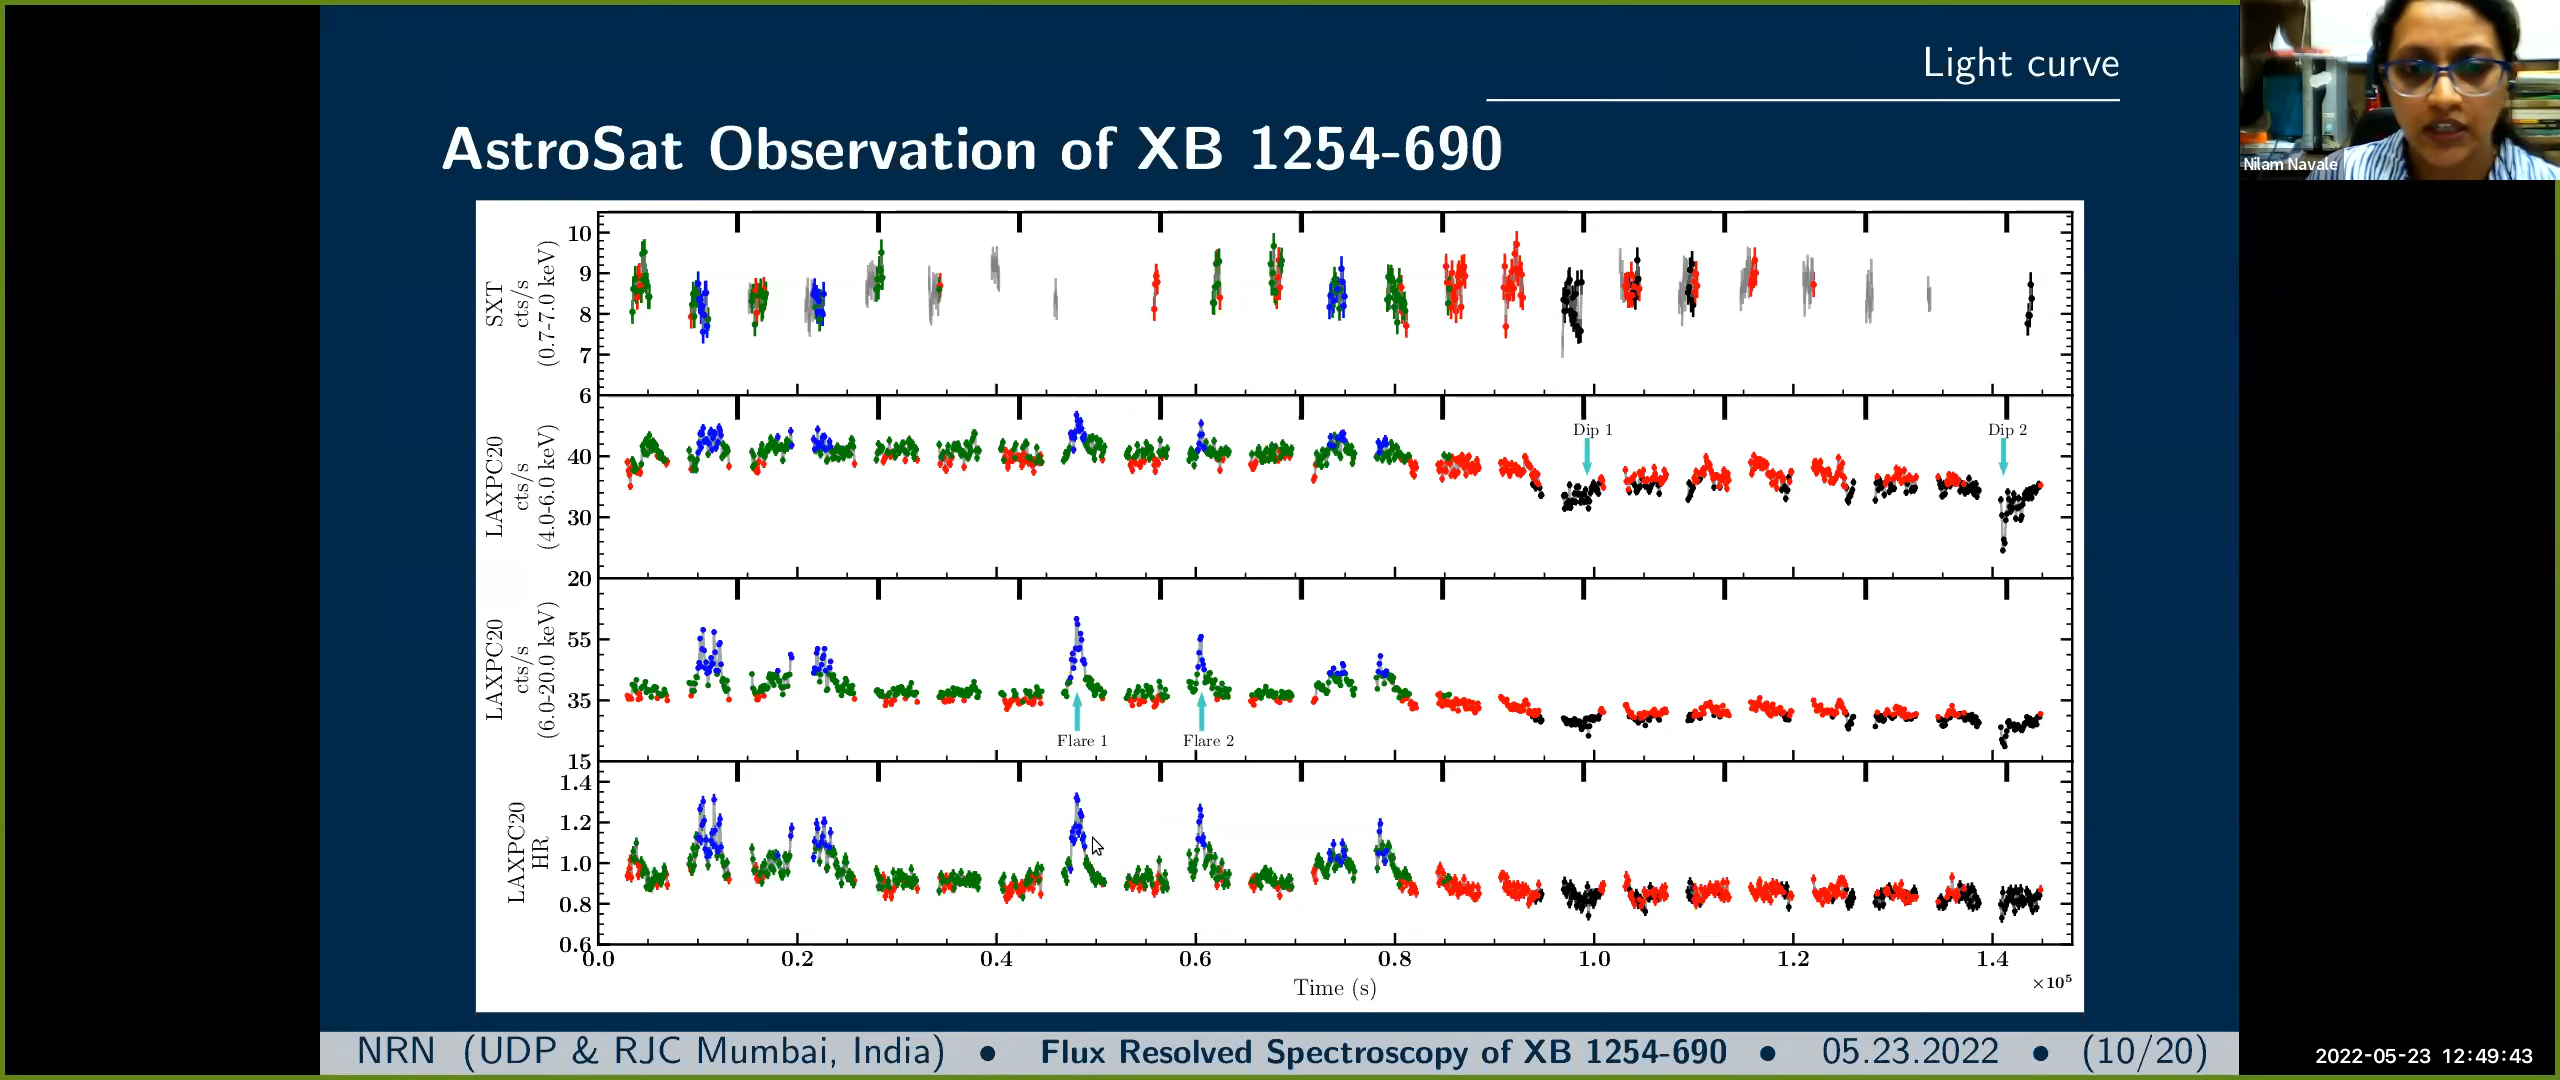 Light curve
AstroSat Observation of XB 1254-690
Nilam Navale
SXT
cts/s
(0.7-7.0 keV)
10
9
8
7
6
LAXPC20
cts/s
(4.0-6.0 keV)
40
30
20
Dip 1
Dip 2
LAXPC20
cts/s
(6.0-20.0 keV)
55
35
15
Flare 1
Flare 2
LAXPC20
HR
1.4
1.2
1.0
0.8
0.6
0.0 0.2 0.4 0.6 0.8 1.0 1.2 1.4
×10⁵
Time (s)
NRN (UDP & RJC Mumbai, India) • Flux Resolved Spectroscopy of XB 1254-690 • 05.23.2022 • (10/20)
2022-05-23 12:49:43